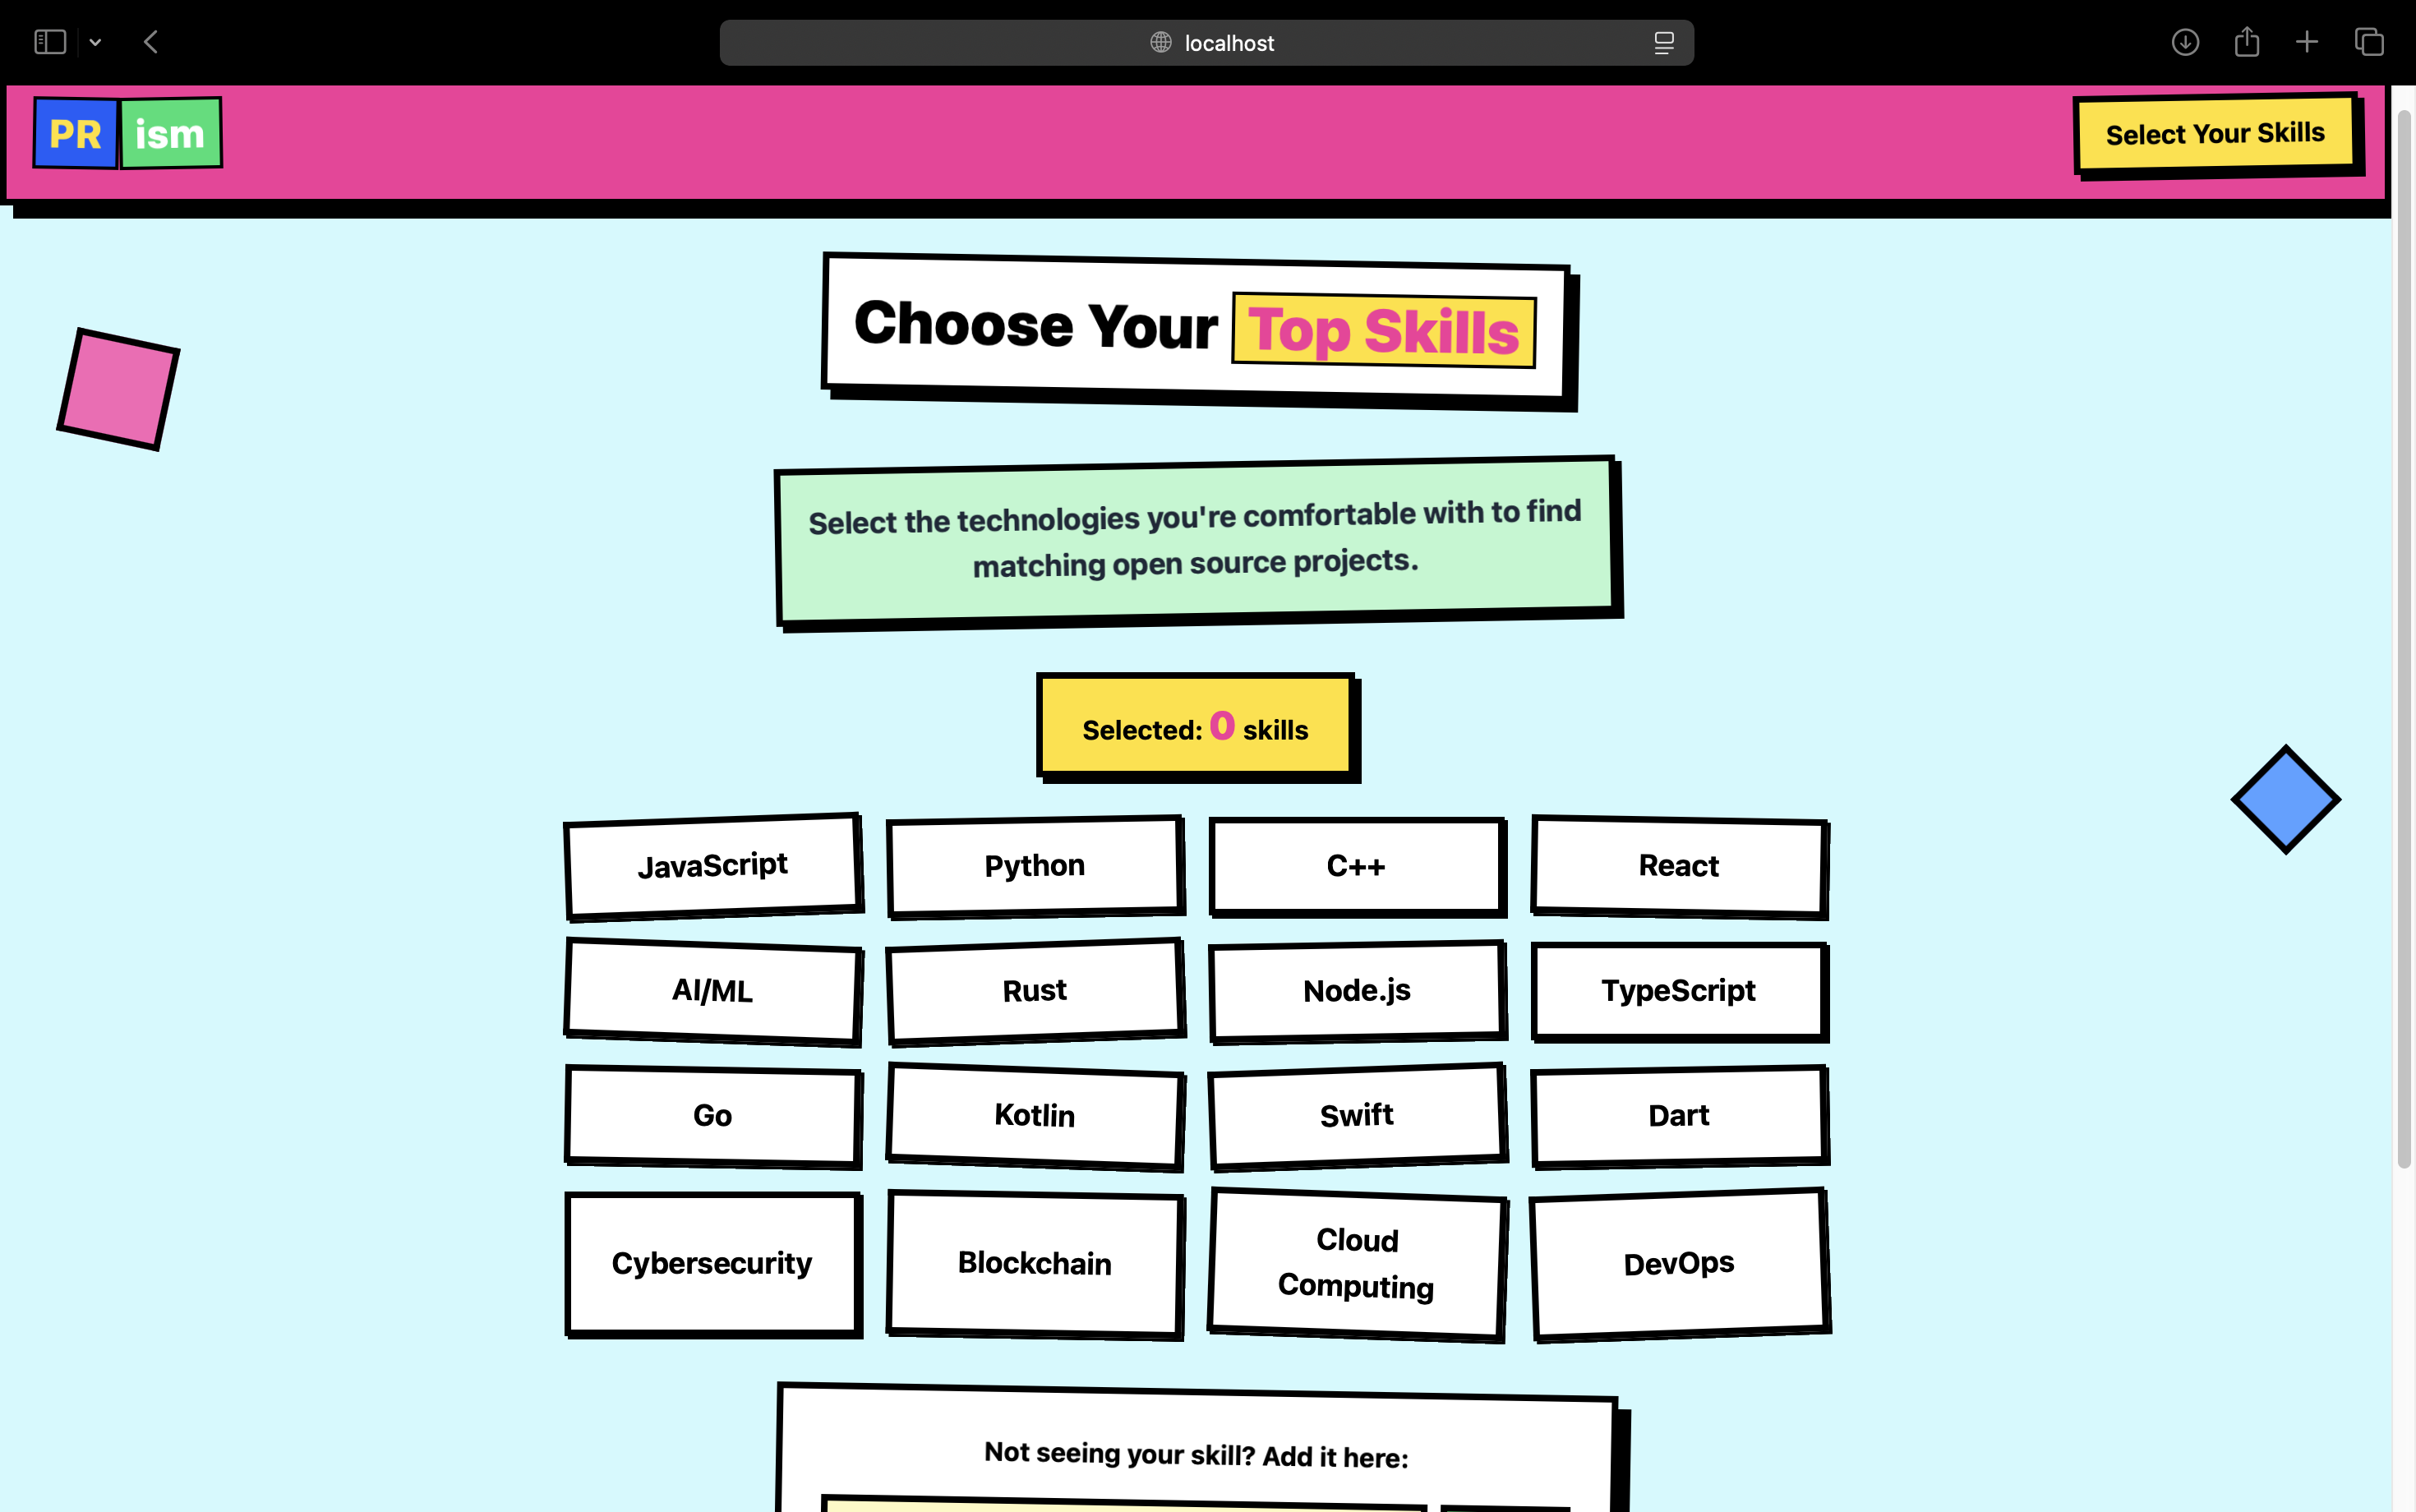 localhost
PRism
Select Your Skills
Choose Your Top Skills
Select the technologies you're comfortable with to find
matching open source projects.
Selected: 0 skills
JavaScript
Python
C++
React
AI/ML
Rust
Node.js
TypeScript
Go
Kotlin
Swift
Dart
Cybersecurity
Blockchain
Cloud
Computing
DevOps
Not seeing your skill? Add it here: